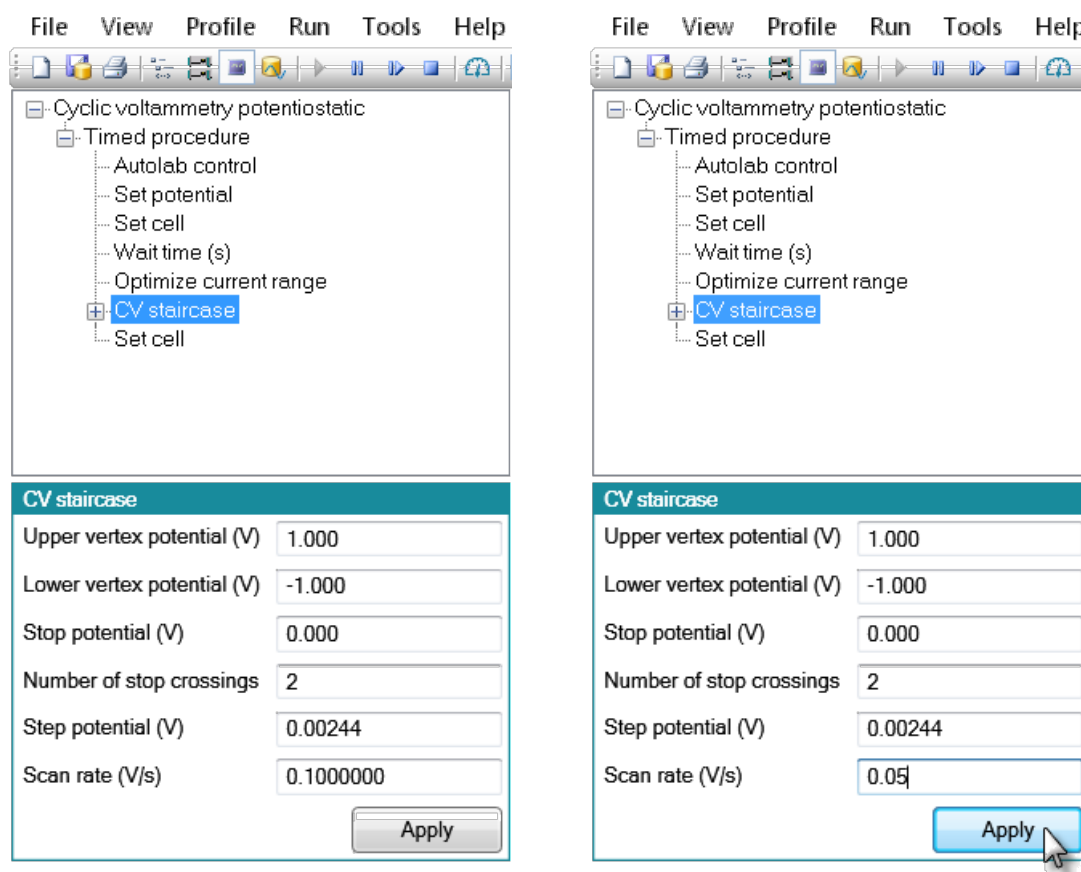 File View Profile Run Tools Help
Cyclic voltammetry potentiostatic
Timed procedure
Autolab control
Set potential
Set cell
Wait time (s)
Optimize current range
CV staircase
Set cell
CV staircase
Upper vertex potential (V) 1.000
Lower vertex potential (V) -1.000
Stop potential (V) 0.000
Number of stop crossings 2
Step potential (V) 0.00244
Scan rate (V/s) 0.1000000
Apply
File View Profile Run Tools Help
Cyclic voltammetry potentiostatic
Timed procedure
Autolab control
Set potential
Set cell
Wait time (s)
Optimize current range
CV staircase
Set cell
CV staircase
Upper vertex potential (V) 1.000
Lower vertex potential (V) -1.000
Stop potential (V) 0.000
Number of stop crossings 2
Step potential (V) 0.00244
Scan rate (V/s) 0.05
Apply